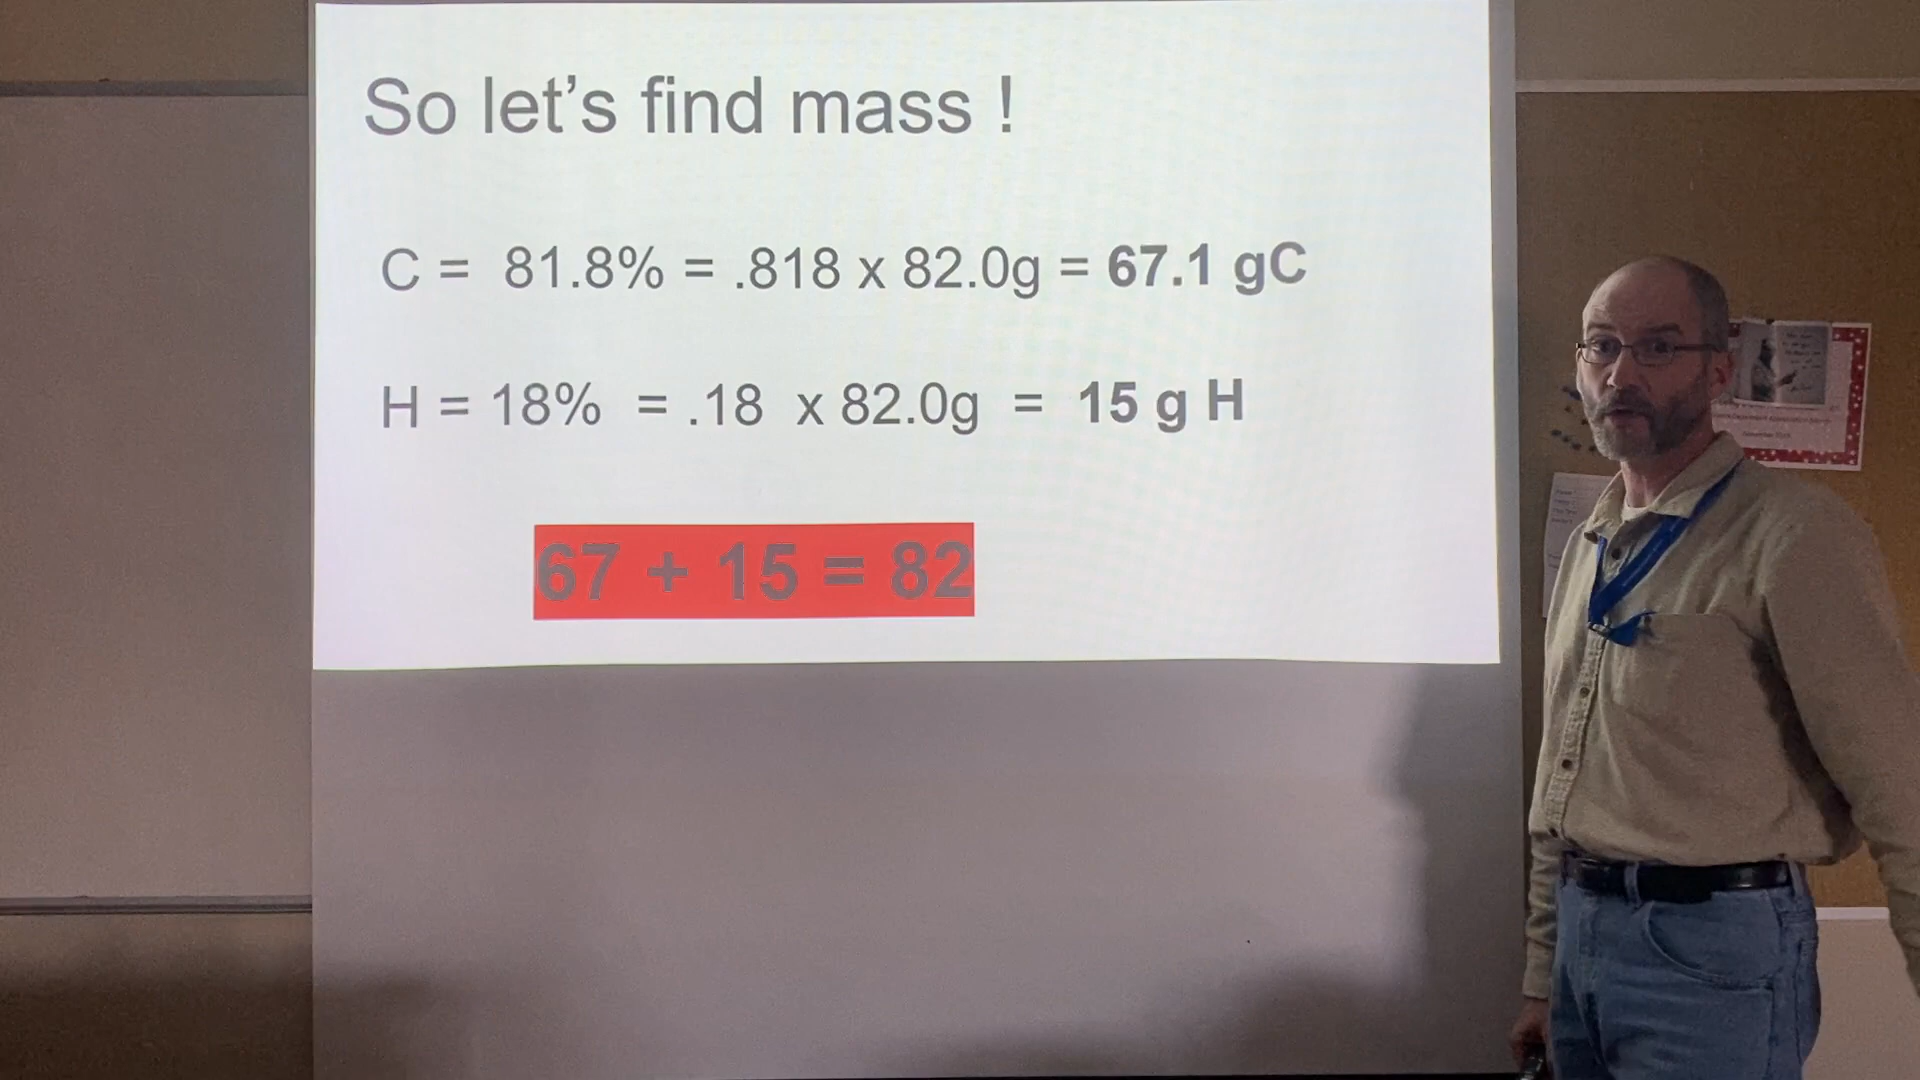 So let's find mass !
C = 81.8% = .818 x 82.0g = 67.1 gC
H = 18% = .18 x 82.0g = 15 g H
67 + 15 = 82